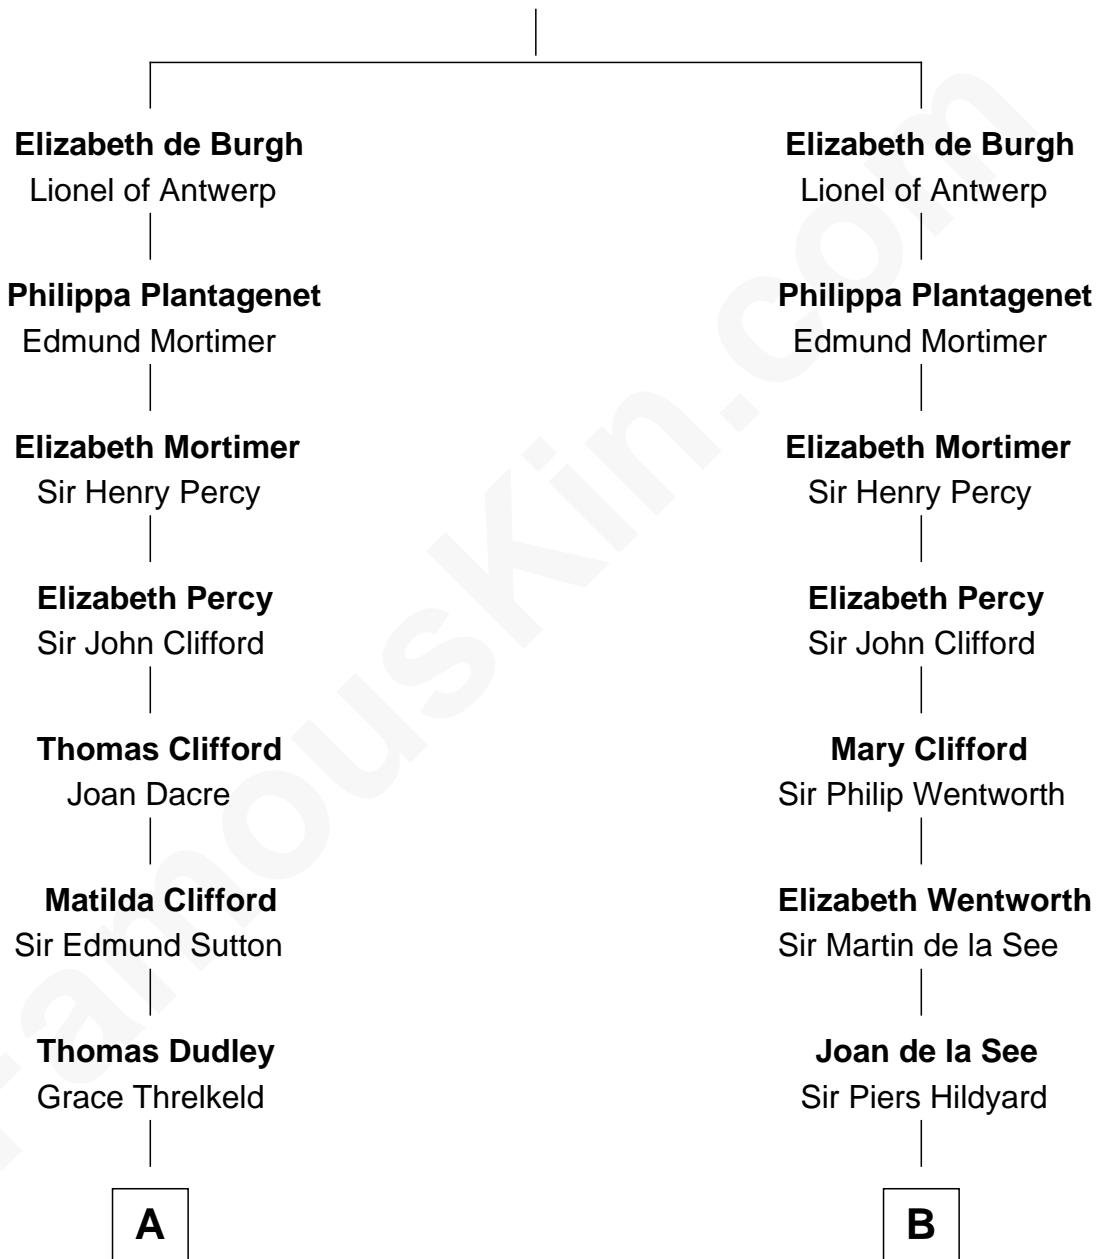 Elizabeth de Burgh
Lionel of Antwerp
Philippa Plantagenet
Edmund Mortimer
Elizabeth Mortimer
Sir Henry Percy
Elizabeth Percy
Sir John Clifford
Thomas Clifford
Joan Dacre
Matilda Clifford
Sir Edmund Sutton
Thomas Dudley
Grace Threlkeld
A
Elizabeth de Burgh
Lionel of Antwerp
Philippa Plantagenet
Edmund Mortimer
Elizabeth Mortimer
Sir Henry Percy
Elizabeth Percy
Sir John Clifford
Mary Clifford
Sir Philip Wentworth
Elizabeth Wentworth
Sir Martin de la See
Joan de la See
Sir Piers Hildyard
B
FamousKin.com